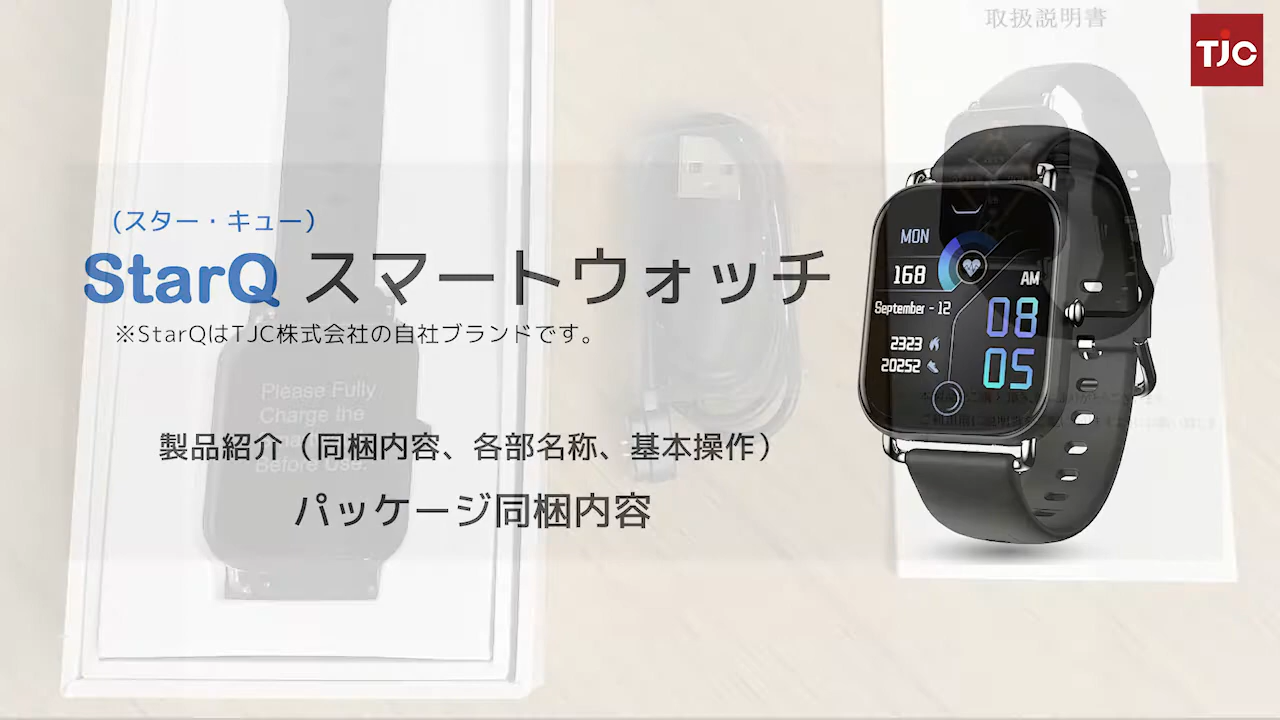 取扱説明書
TJC
(スター・キュー)
StarQ スマートウォッチ
※StarQはTJC株式会社の自社ブランドです。
製品紹介(同梱内容、各部名称、基本操作)
パッケージ同梱内容
Please Fully
Charge the
Before Use.
MON
168
AM
September - 12
08
05
2323
20252